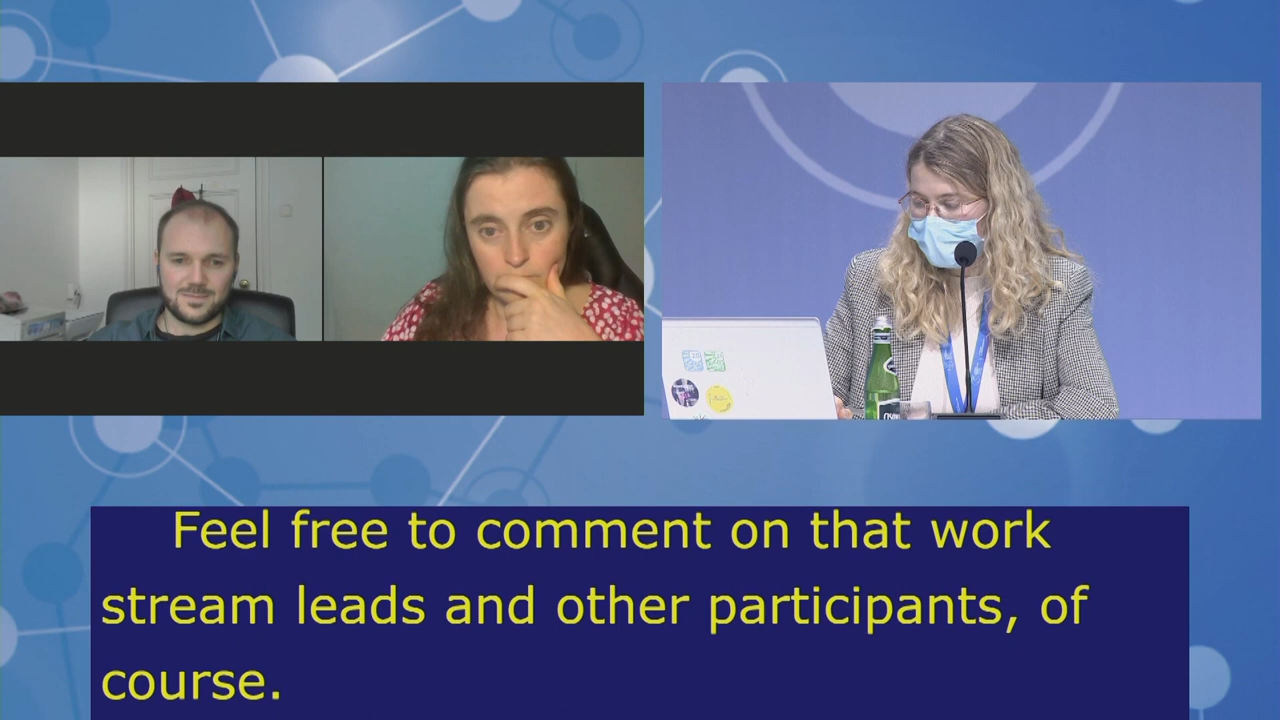 Feel free to comment on that work
stream leads and other participants, of
course.